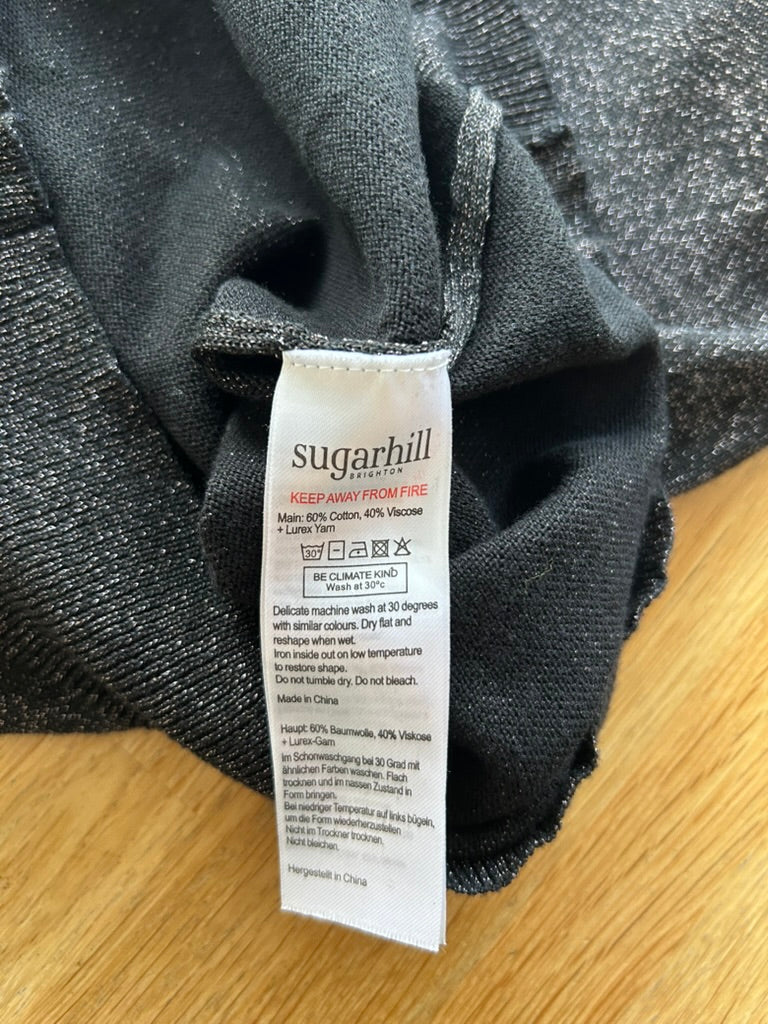 sugarhill
BRIGHTON
KEEP AWAY FROM FIRE
Main: 60% Cotton, 40% Viscose
+ Lurex Yarn
30°
BE CLIMATE KIND
Wash at 30°c
Delicate machine wash at 30 degrees
with similar colours. Dry flat and
reshape when wet.
Iron inside out on low temperature
to restore shape.
Do not tumble dry. Do not bleach.
Made in China
Haupt: 60% Baumwolle, 40% Viskose
+ Lurex-Garn
Im Schonwaschgang bei 30 Grad mit
ähnlichen Farben waschen. Flach
trocknen und im nassen Zustand in
Form bringen.
Bei niedriger Temperatur auf links bügeln,
um die Form wiederherzustellen
Nicht im Trockner trocknen.
Nicht bleichen.
Hergestellt in China